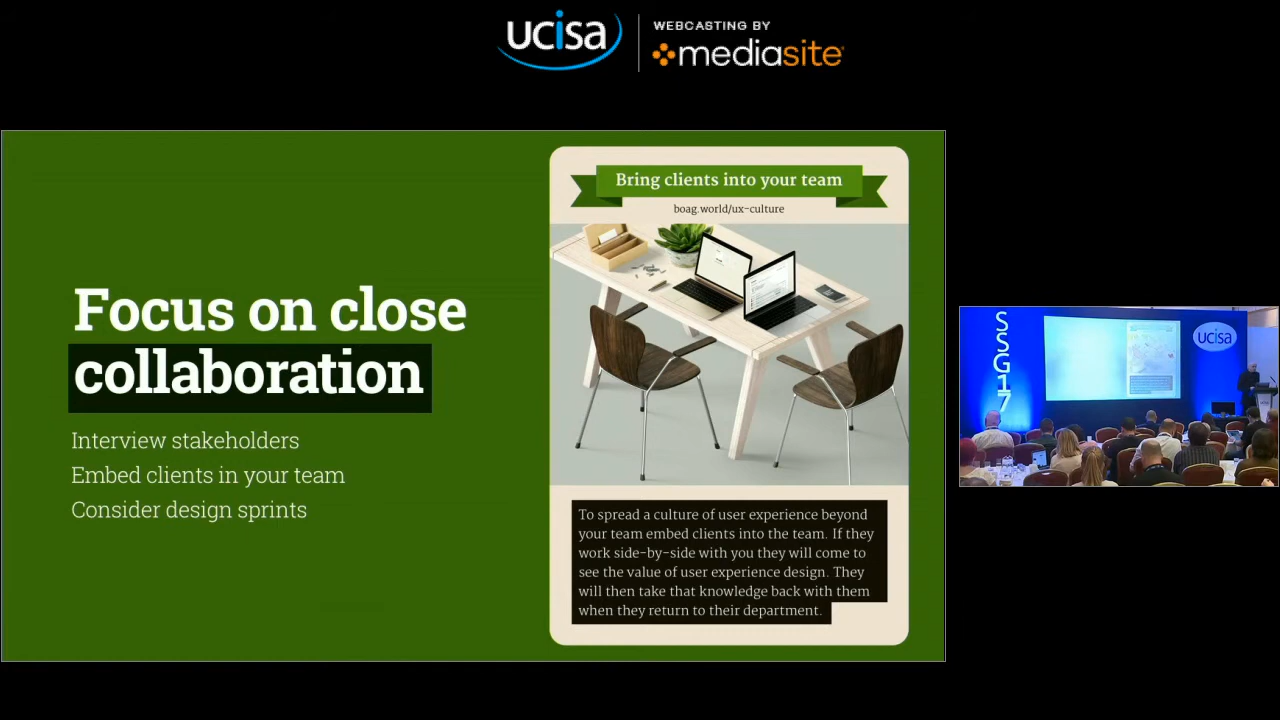 ucisa
WEBCASTING BY
mediasite
Focus on close
collaboration
Interview stakeholders
Embed clients in your team
Consider design sprints
Bring clients into your team
boag.world/ux-culture
To spread a culture of user experience beyond
your team embed clients into the team. If they
work side-by-side with you they will come to
see the value of user experience design. They
will then take that knowledge back with them
when they return to their department.
SSG17
ucisa